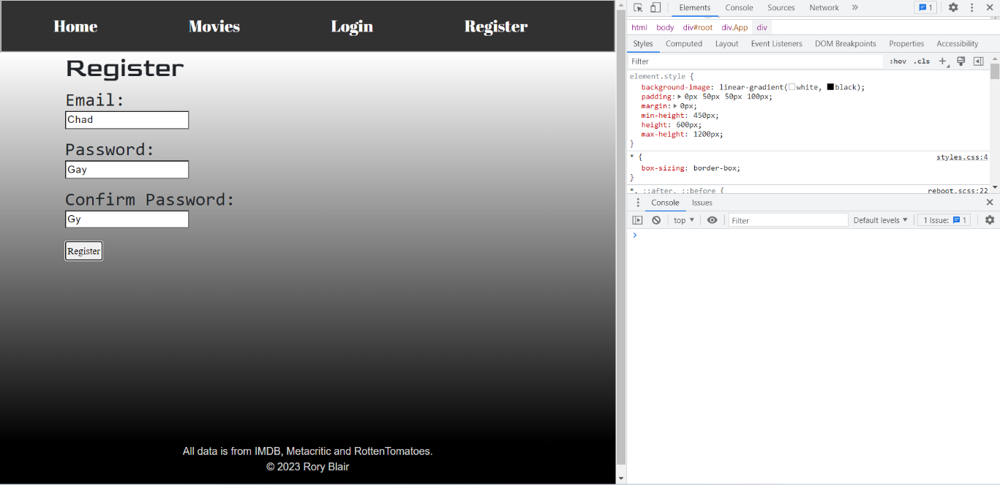 Home Movies Login Register
Register
Email:
Chad
Password:
Gay
Confirm Password:
Gy
Register
All data is from IMDB, Metacritic and RottenTomatoes.
© 2023 Rory Blair
Elements Console Sources Network » 1
html body div#root div.App div
Styles Computed Layout Event Listeners DOM Breakpoints Properties Accessibility
Filter :hov .cls
element.style {
background-image: linear-gradient(white, black);
padding: 0px 50px 50px 100px;
margin: 0px;
min-height: 450px;
height: 600px;
max-height: 1200px;
}
* { styles.css:4
box-sizing: border-box;
}
*, ::after, ::before { reboot.scss:22
Console Issues
top Filter Default levels 1 Issue: 1